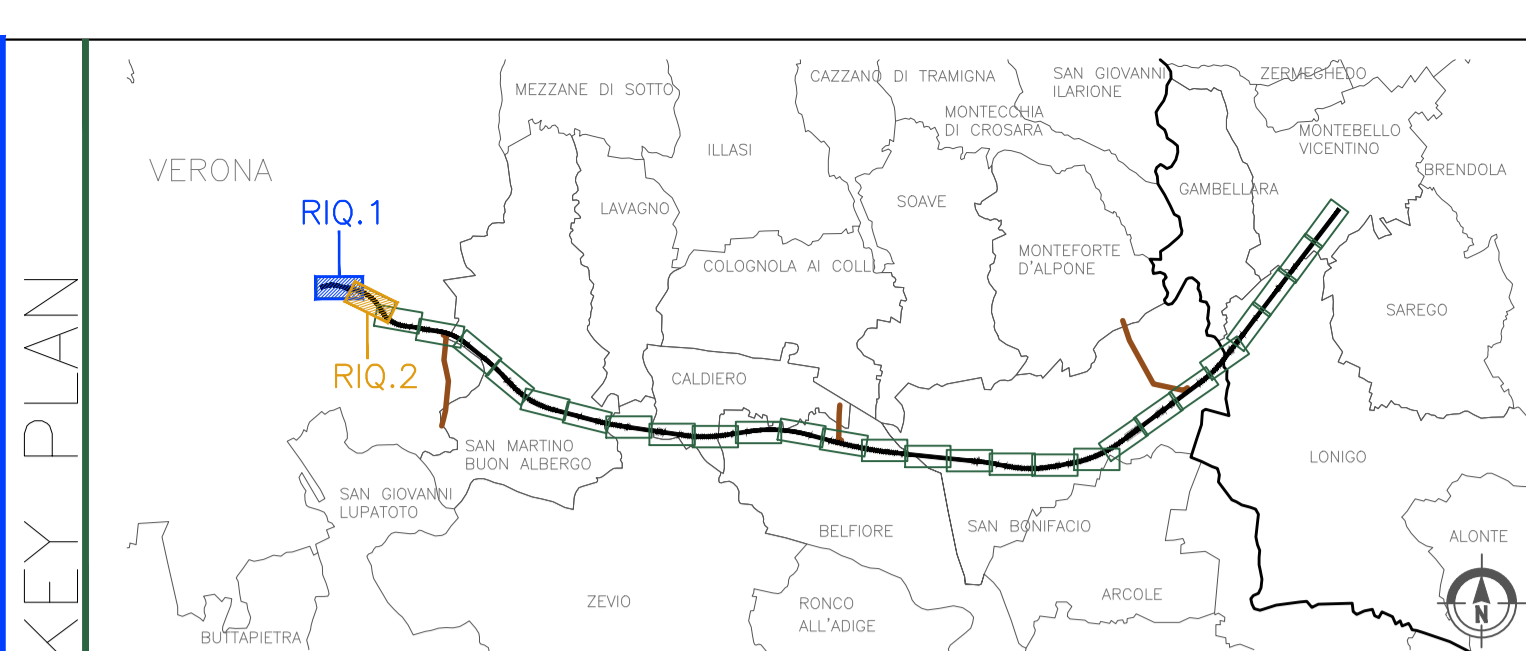 KEY PLAN
MEZZANE DI SOTTO
CAZZANO DI TRAMIGNA
SAN GIOVANNI
ILARIONE
ZERMEGHEDO
MONTECCHIA
DI CROSARA
MONTEBELLO
VICENTINO
VERONA
ILLASI
BRENDOLA
GAMBELLARA
SOAVE
LAVAGNO
RIQ.1
MONTEFORTE
D'ALPONE
COLOGNOLA AI COLLI
SAREGO
RIQ.2
CALDIERO
SAN MARTINO
BUON ALBERGO
LONIGO
SAN GIOVANNI
LUPATOTO
BELFIORE
SAN BONIFACIO
ALONTE
ZEVIO
RONCO
ALL'ADIGE
ARCOLE
N
BUTTAPIETRA